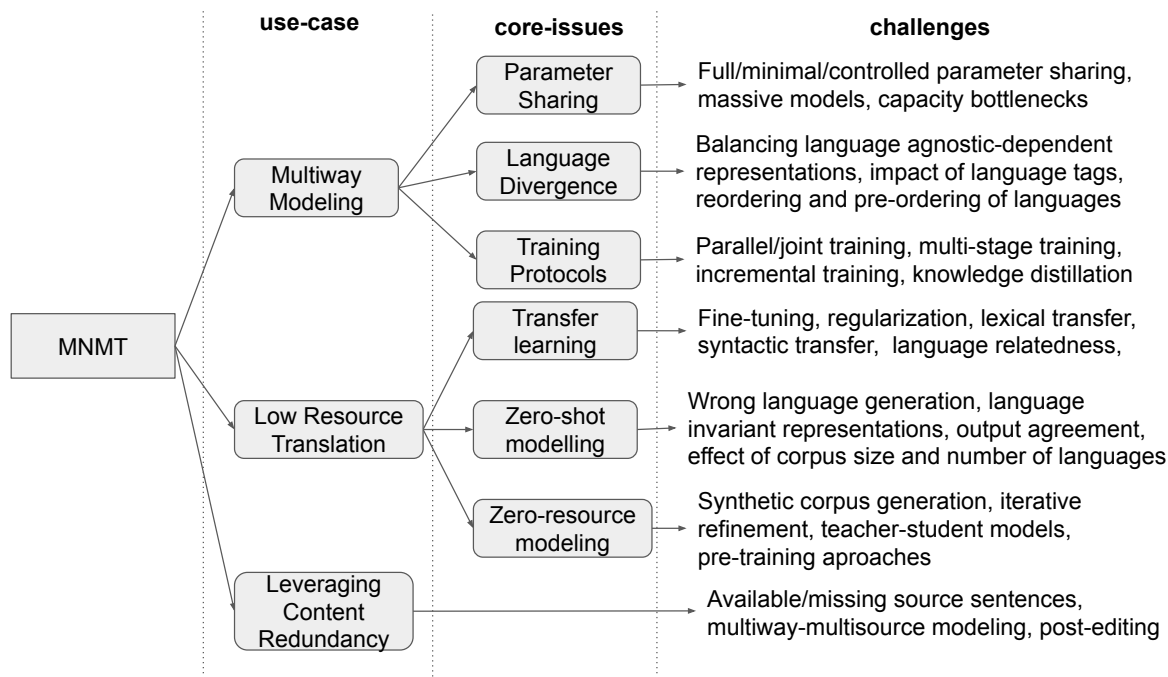 use-case
core-issues
challenges
MNMT
Multiway
Modeling
Parameter
Sharing
Full/minimal/controlled parameter sharing,
massive models, capacity bottlenecks
Language
Divergence
Balancing language agnostic-dependent
representations, impact of language tags,
reordering and pre-ordering of languages
Training
Protocols
Parallel/joint training, multi-stage training,
incremental training, knowledge distillation
Low Resource
Translation
Transfer
learning
Fine-tuning, regularization, lexical transfer,
syntactic transfer, language relatedness,
Zero-shot
modelling
Wrong language generation, language
invariant representations, output agreement,
effect of corpus size and number of languages
Zero-resource
modeling
Synthetic corpus generation, iterative
refinement, teacher-student models,
pre-training aproaches
Leveraging
Content
Redundancy
Available/missing source sentences,
multiway-multisource modeling, post-editing